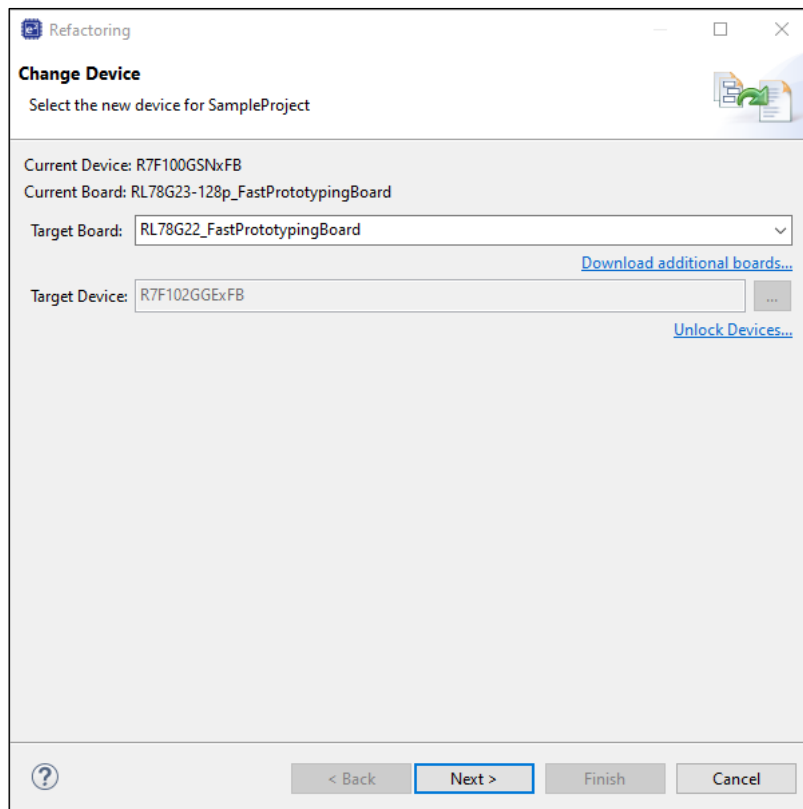 Refactoring
Change Device
Select the new device for SampleProject
Current Device: R7F100GSNxFB
Current Board: RL78G23-128p_FastPrototypingBoard
Target Board: RL78G22_FastPrototypingBoard
Download additional boards...
Target Device: R7F102GGExFB ...
Unlock Devices...
? < Back Next > Finish Cancel